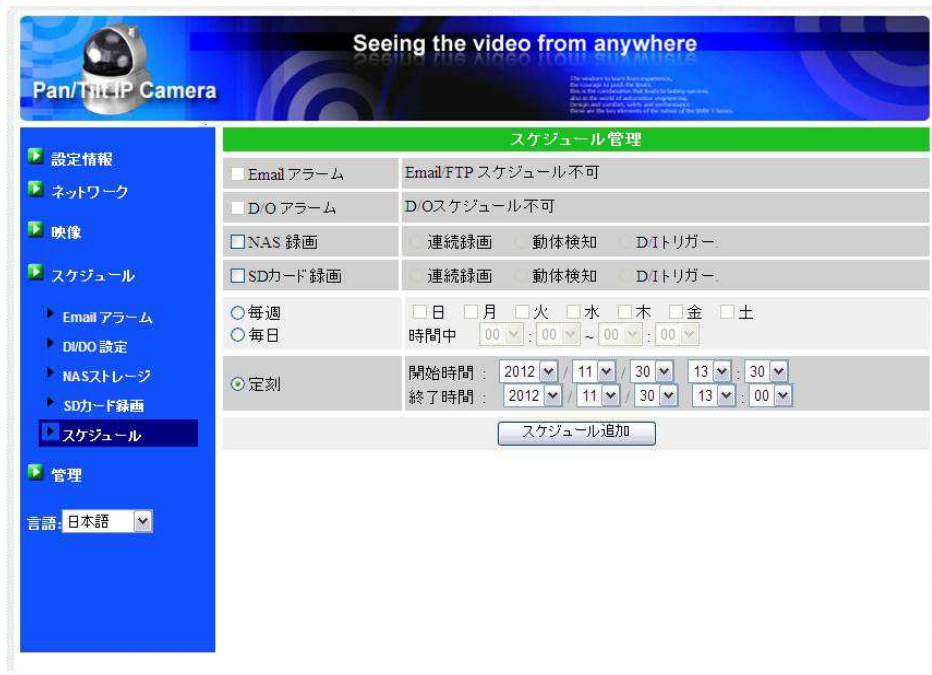 Seeing the video from anywhere
Pan/Tilt IP Camera
設定情報
ネットワーク
映像
スケジュール
Email アラーム
DI/DO 設定
NASストレージ
SDカード録画
スケジュール
管理
言語: 日本語
スケジュール管理
Email アラーム Email/FTP スケジュール不可
D/O アラーム D/Oスケジュール不可
NAS 録画 連続録画 動体検知 D/Iトリガー.
SDカード録画 連続録画 動体検知 D/Iトリガー.
毎週 日 月 火 水 木 金 土
毎日 時間中 00 : 00 ~ 00 : 00
定刻
開始時間 : 2012 / 11 / 30 13 : 30
終了時間 : 2012 / 11 / 30 13 : 00
スケジュール追加